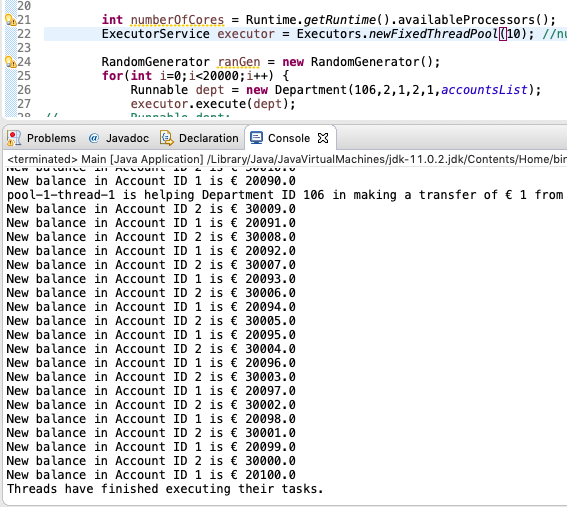 20
21 int numberOfCores = Runtime.getRuntime().availableProcessors();
22 ExecutorService executor = Executors.newFixedThreadPool(10); //nu
23
24 RandomGenerator ranGen = new RandomGenerator();
25 for(int i=0;i<20000;i++) {
26 Runnable dept = new Department(106,2,1,2,1,accountsList);
27 executor.execute(dept);
28 // Runnable dept;
Problems @ Javadoc Declaration Console
<terminated> Main [Java Application] /Library/Java/JavaVirtualMachines/jdk-11.0.2.jdk/Contents/Home/bin
New balance in Account ID 2 is € 30010.0
New balance in Account ID 1 is € 20090.0
pool-1-thread-1 is helping Department ID 106 in making a transfer of € 1 from
New balance in Account ID 2 is € 30009.0
New balance in Account ID 1 is € 20091.0
New balance in Account ID 2 is € 30008.0
New balance in Account ID 1 is € 20092.0
New balance in Account ID 2 is € 30007.0
New balance in Account ID 1 is € 20093.0
New balance in Account ID 2 is € 30006.0
New balance in Account ID 1 is € 20094.0
New balance in Account ID 2 is € 30005.0
New balance in Account ID 1 is € 20095.0
New balance in Account ID 2 is € 30004.0
New balance in Account ID 1 is € 20096.0
New balance in Account ID 2 is € 30003.0
New balance in Account ID 1 is € 20097.0
New balance in Account ID 2 is € 30002.0
New balance in Account ID 1 is € 20098.0
New balance in Account ID 2 is € 30001.0
New balance in Account ID 1 is € 20099.0
New balance in Account ID 2 is € 30000.0
New balance in Account ID 1 is € 20100.0
Threads have finished executing their tasks.